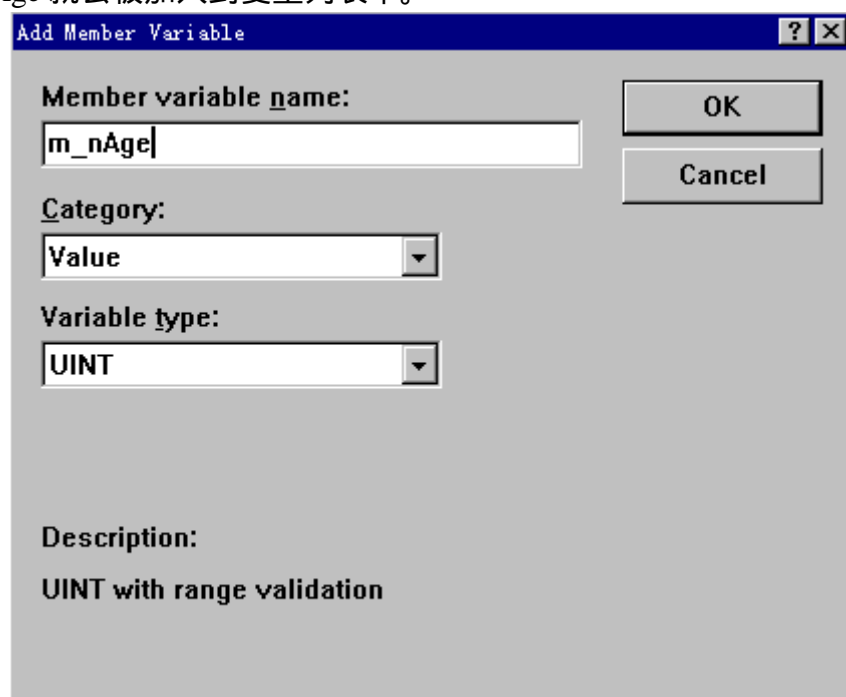 Add Member Variable
Member variable name:
OK
m_nAge
Cancel
Category:
Value
Variable type:
UINT
Description:
UINT with range validation